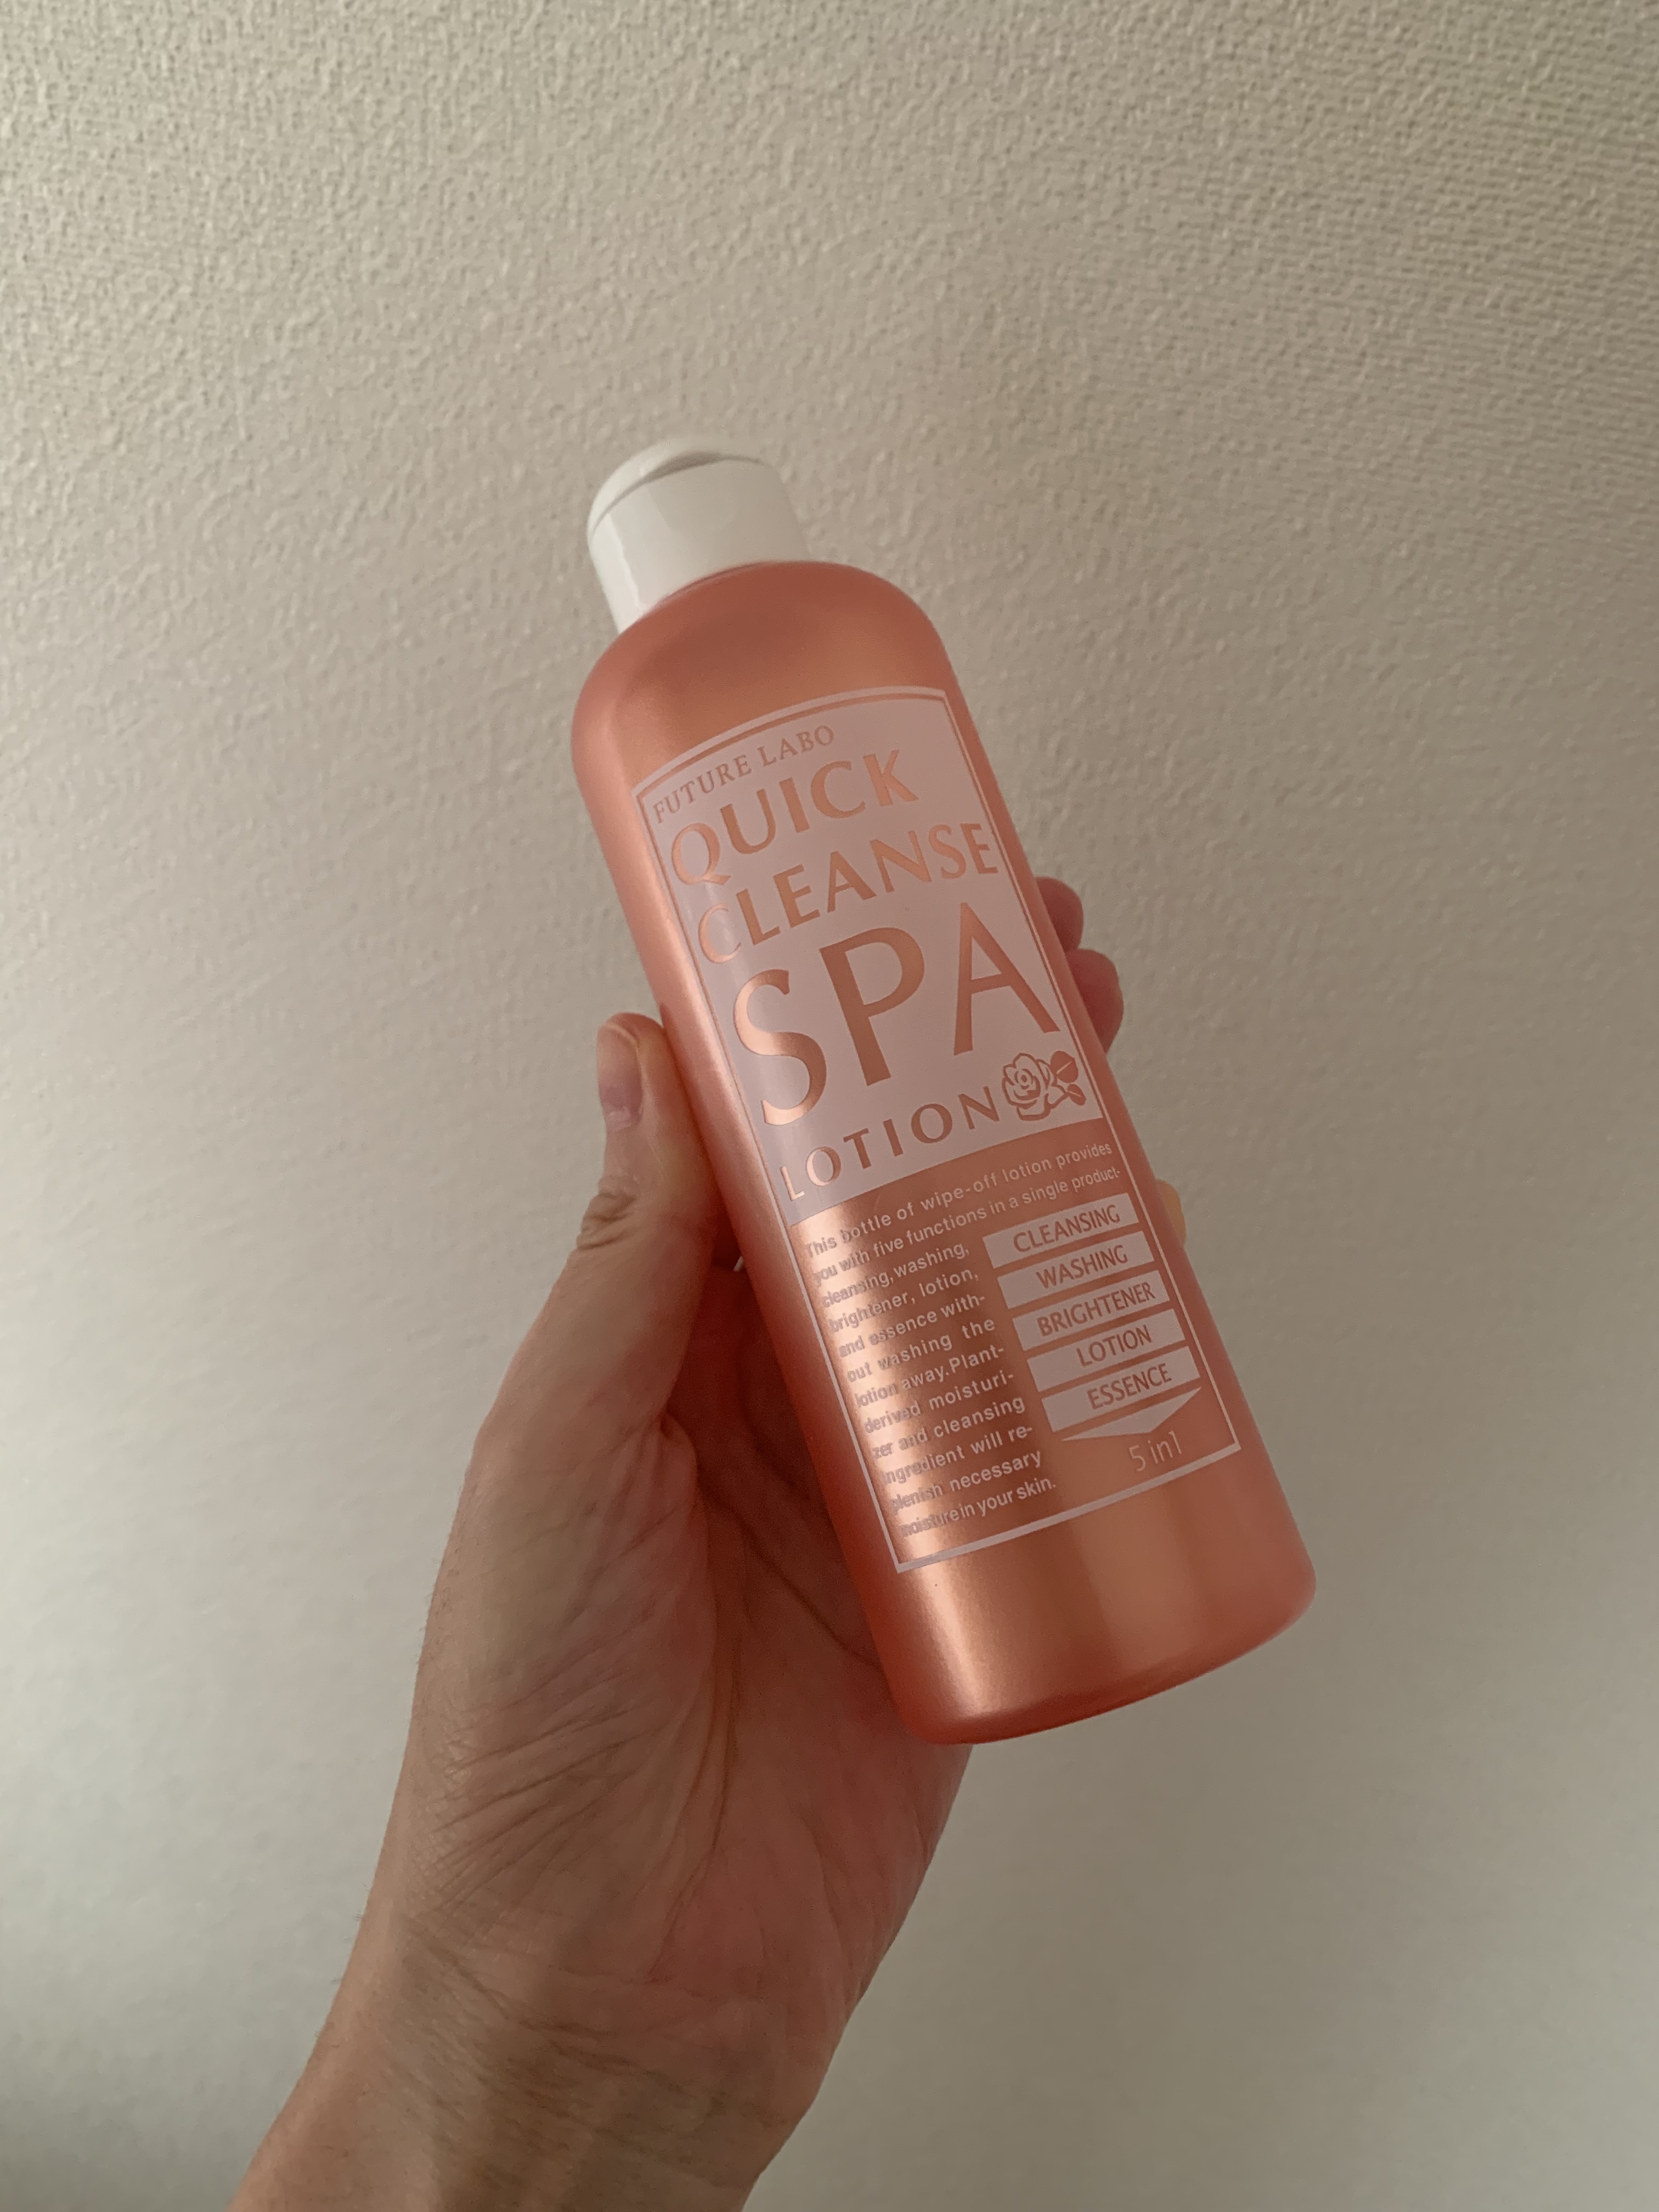 FUTURE LABO
QUICK
CLEANSE
SPA
LOTION
This bottle of wipe-off lotion provides
you with five functions in a single product-
cleansing, washing,
brightener, lotion,
and essence with-
out washing the
lotion away. Plant-
derived moisturi-
zer and cleansing
ingredient will re-
plenish necessary
moisture in your skin.
CLEANSING
WASHING
BRIGHTENER
LOTION
ESSENCE
5 in1